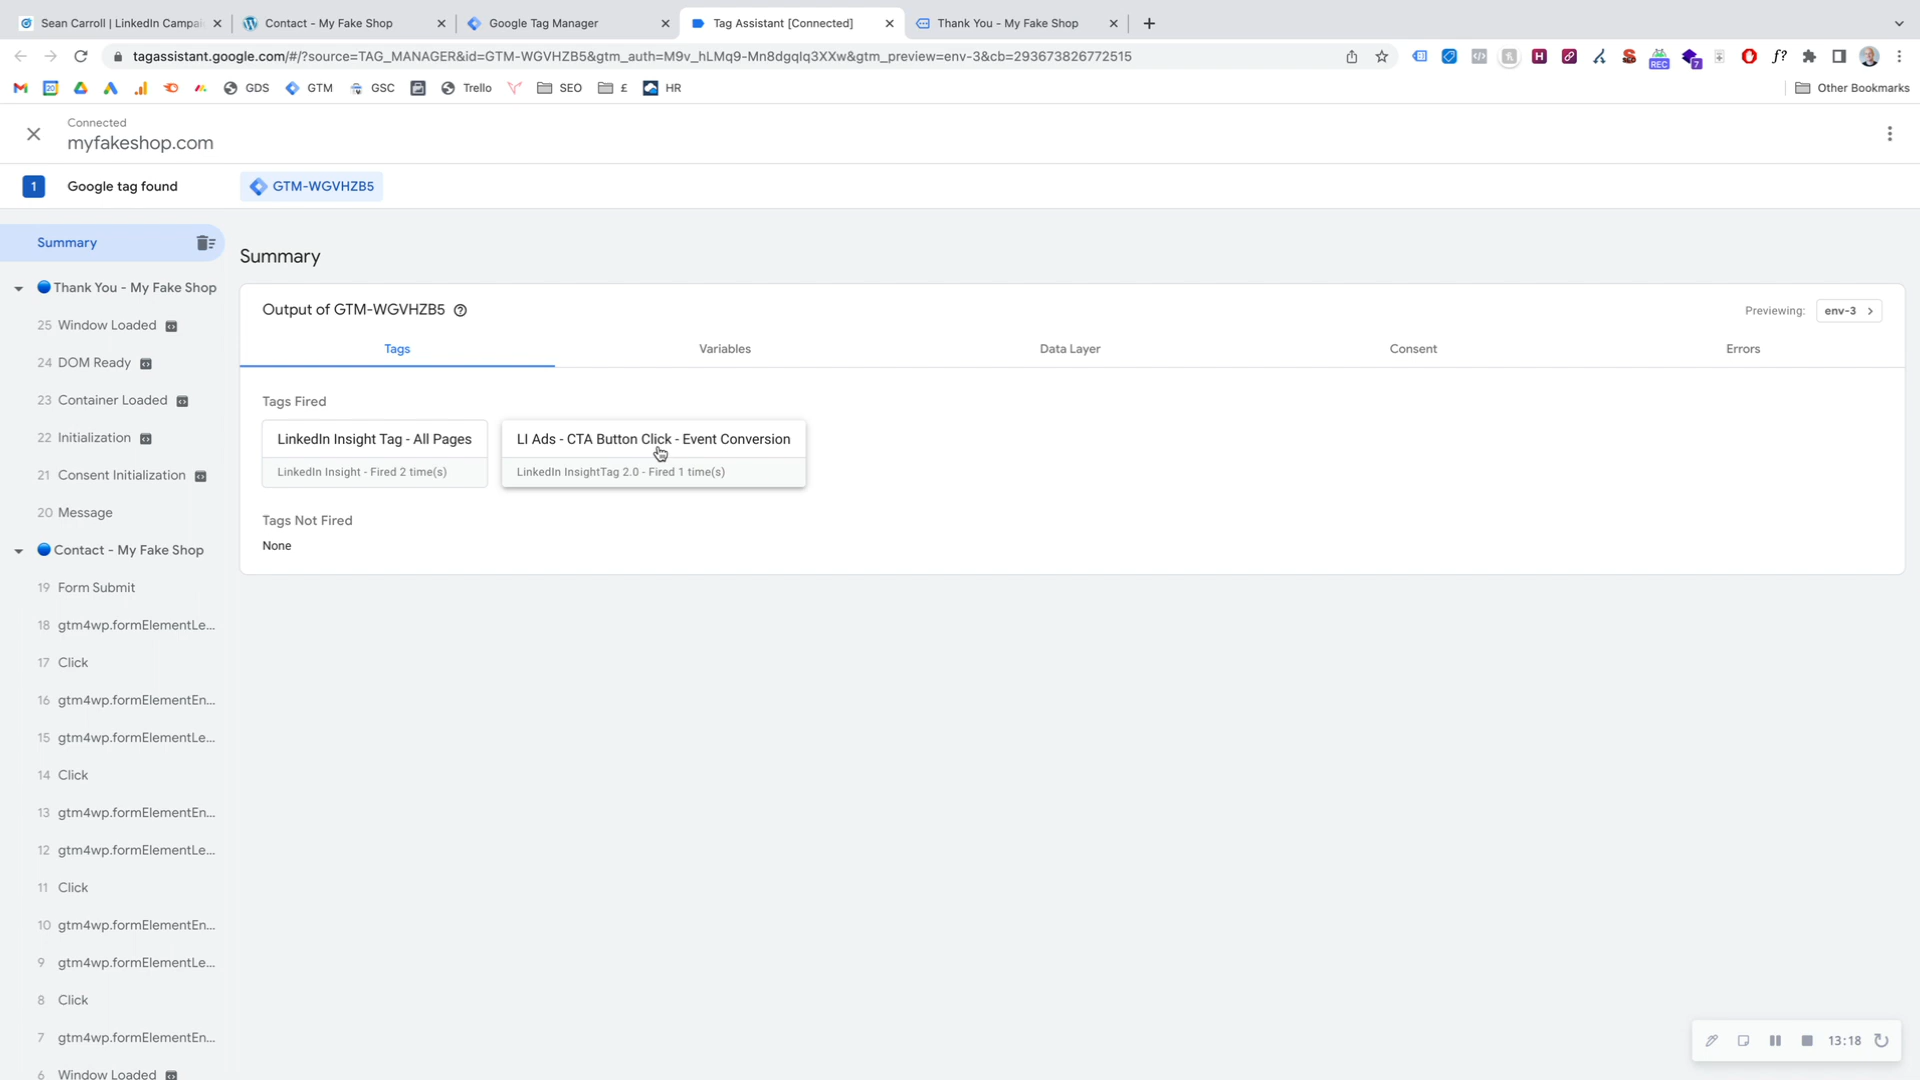 Sean Carroll | LinkedIn Campai
Contact - My Fake Shop
Google Tag Manager
Tag Assistant [Connected]
Thank You - My Fake Shop
tagassistant.google.com/#/?source=TAG_MANAGER&id=GTM-WGVHZB5&gtm_auth=M9v_hLMq9-Mn8dgqIq3XXw&gtm_preview=env-3&cb=293673826772515
GDS
GTM
GSC
Trello
SEO
£
HR
Other Bookmarks
Connected
myfakeshop.com
1
Google tag found
GTM-WGVHZB5
Summary
Thank You - My Fake Shop
25 Window Loaded
24 DOM Ready
23 Container Loaded
22 Initialization
21 Consent Initialization
20 Message
Contact - My Fake Shop
19 Form Submit
18 gtm4wp.formElementLe...
17 Click
16 gtm4wp.formElementEn...
15 gtm4wp.formElementLe...
14 Click
13 gtm4wp.formElementEn...
12 gtm4wp.formElementLe...
11 Click
10 gtm4wp.formElementEn...
9 gtm4wp.formElementLe...
8 Click
7 gtm4wp.formElementEn...
6 Window Loaded
Summary
Output of GTM-WGVHZB5
Previewing: env-3
Tags
Variables
Data Layer
Consent
Errors
Tags Fired
LinkedIn Insight Tag - All Pages
LinkedIn Insight - Fired 2 time(s)
LI Ads - CTA Button Click - Event Conversion
LinkedIn InsightTag 2.0 - Fired 1 time(s)
Tags Not Fired
None
13:18